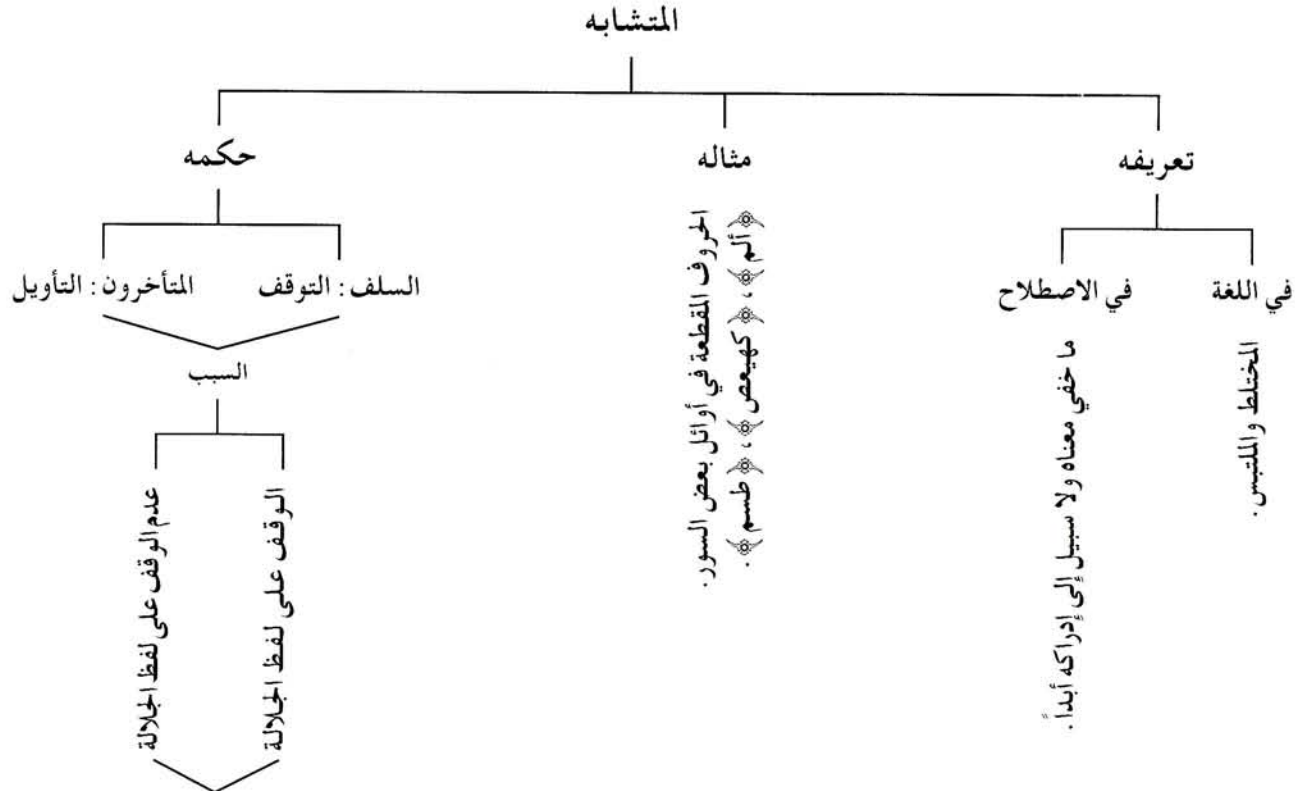 المتشابه
تعريفه
مثاله
حكمه
في اللغة
في الاصطلاح
المختلط والملتبس .
ما خفي معناه ولا سبيل إلى إدراكه أبداً .
الحروف المقطعة في أوائل بعض السور .
﴿ ألم ﴾ ، ﴿ كهيعص ﴾ ، ﴿ طسم ﴾ .
السلف : التوقف
المتأخرون : التأويل
السبب
الوقف على لفظ الجلالة
عدم الوقف على لفظ الجلالة